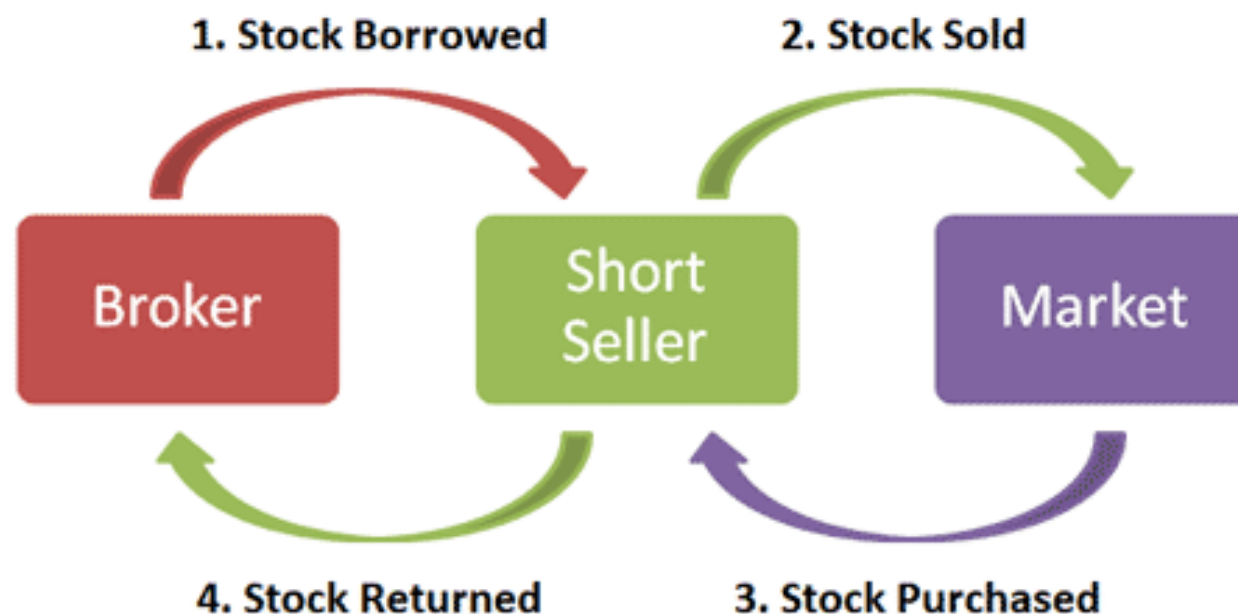 1. Stock Borrowed
2. Stock Sold
Broker
Short
Seller
Market
4. Stock Returned
3. Stock Purchased